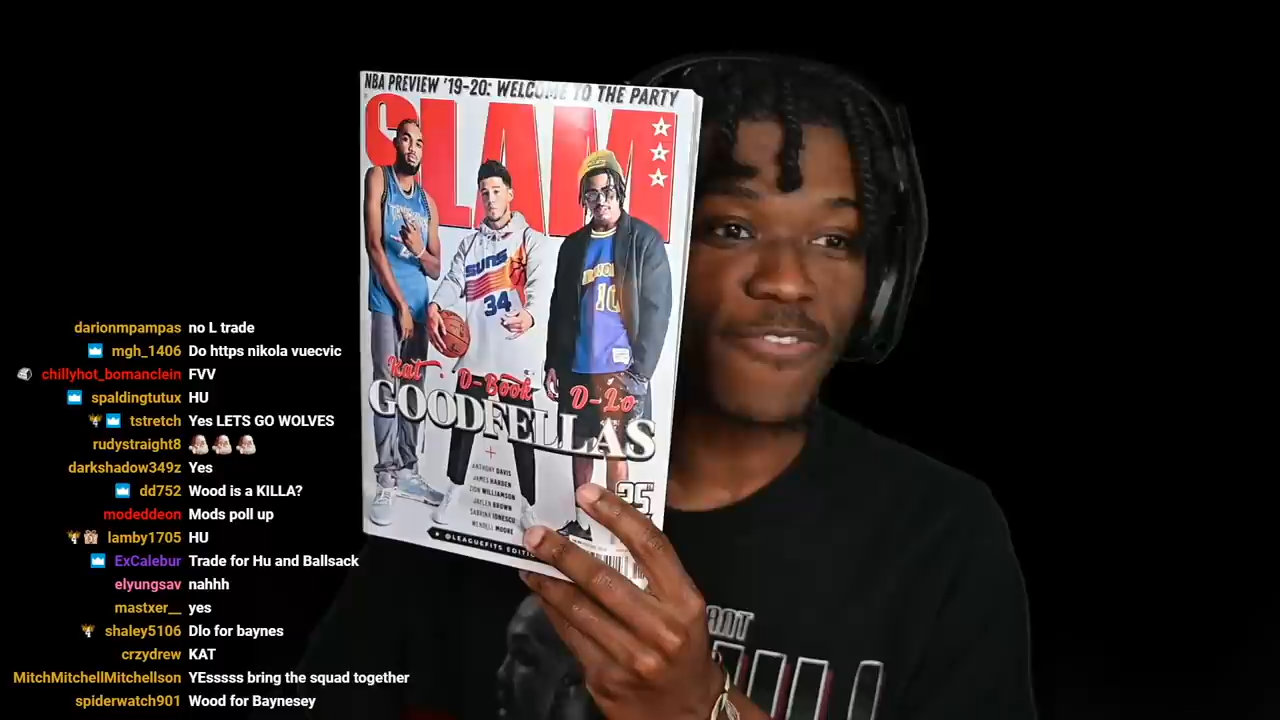 NBA PREVIEW '19-20: WELCOME TO THE PARTY
SLAM
SUNS
34
Kat · D-Book & D-Lo
GOODFELLAS
+
ANTHONY DAVIS
JAMES HARDEN
ZION WILLIAMSON
JAYLEN BROWN
SABRINA IONESCU
WENDELL MOORE
@LEAGUEFITS
25
darionmpampas no L trade
mgh_1406 Do https nikola vuecvic
chillyhot_bomanclein FVV
spaldingtutux HU
tstretch Yes LETS GO WOLVES
rudystraight8
darkshadow349z Yes
dd752 Wood is a KILLA?
modeddeon Mods poll up
lamby1705 HU
ExCalebur Trade for Hu and Ballsack
elyungsav nahhh
mastxer__ yes
shaley5106 Dlo for baynes
crzydrew KAT
MitchMitchellMitchellson YEsssss bring the squad together
spiderwatch901 Wood for Baynesey